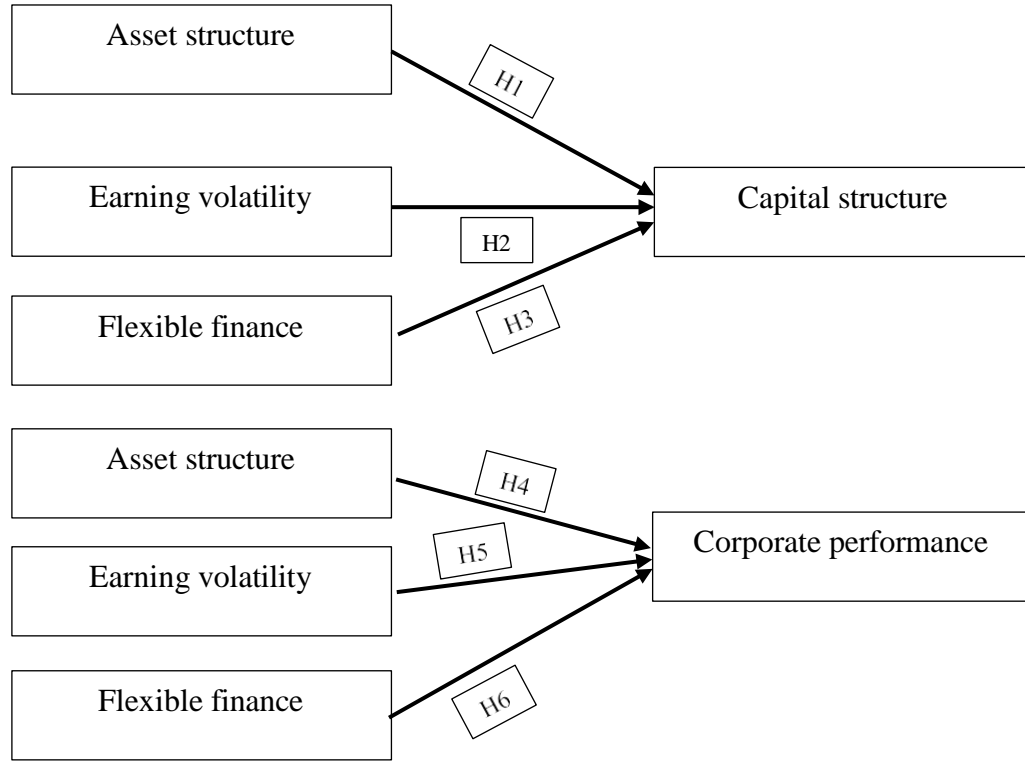 Asset structure
H1
Earning volatility
Capital structure
H2
Flexible finance
H3
Asset structure
H4
Corporate performance
H5
Earning volatility
Flexible finance
H6